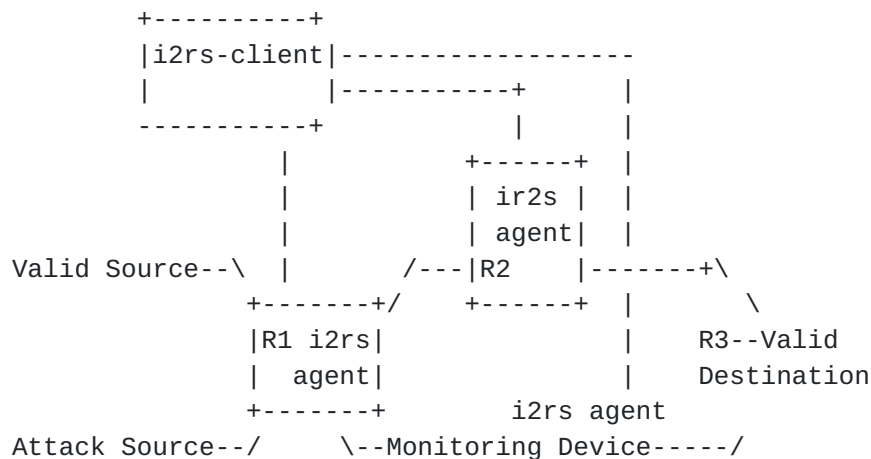 +----------+
        |i2rs-client|-------------------
        |           |-----------+      |
        -----------+            |      |
                 |           +------+  |
                 |           | ir2s |  |
                 |           | agent|  |
Valid Source--\  |       /---|R2    |-------+\
               +-------+/    +------+  |      \
               |R1 i2rs|               |    R3--Valid
               |  agent|               |    Destination
               +-------+        i2rs agent
Attack Source--/     \--Monitoring Device-----/